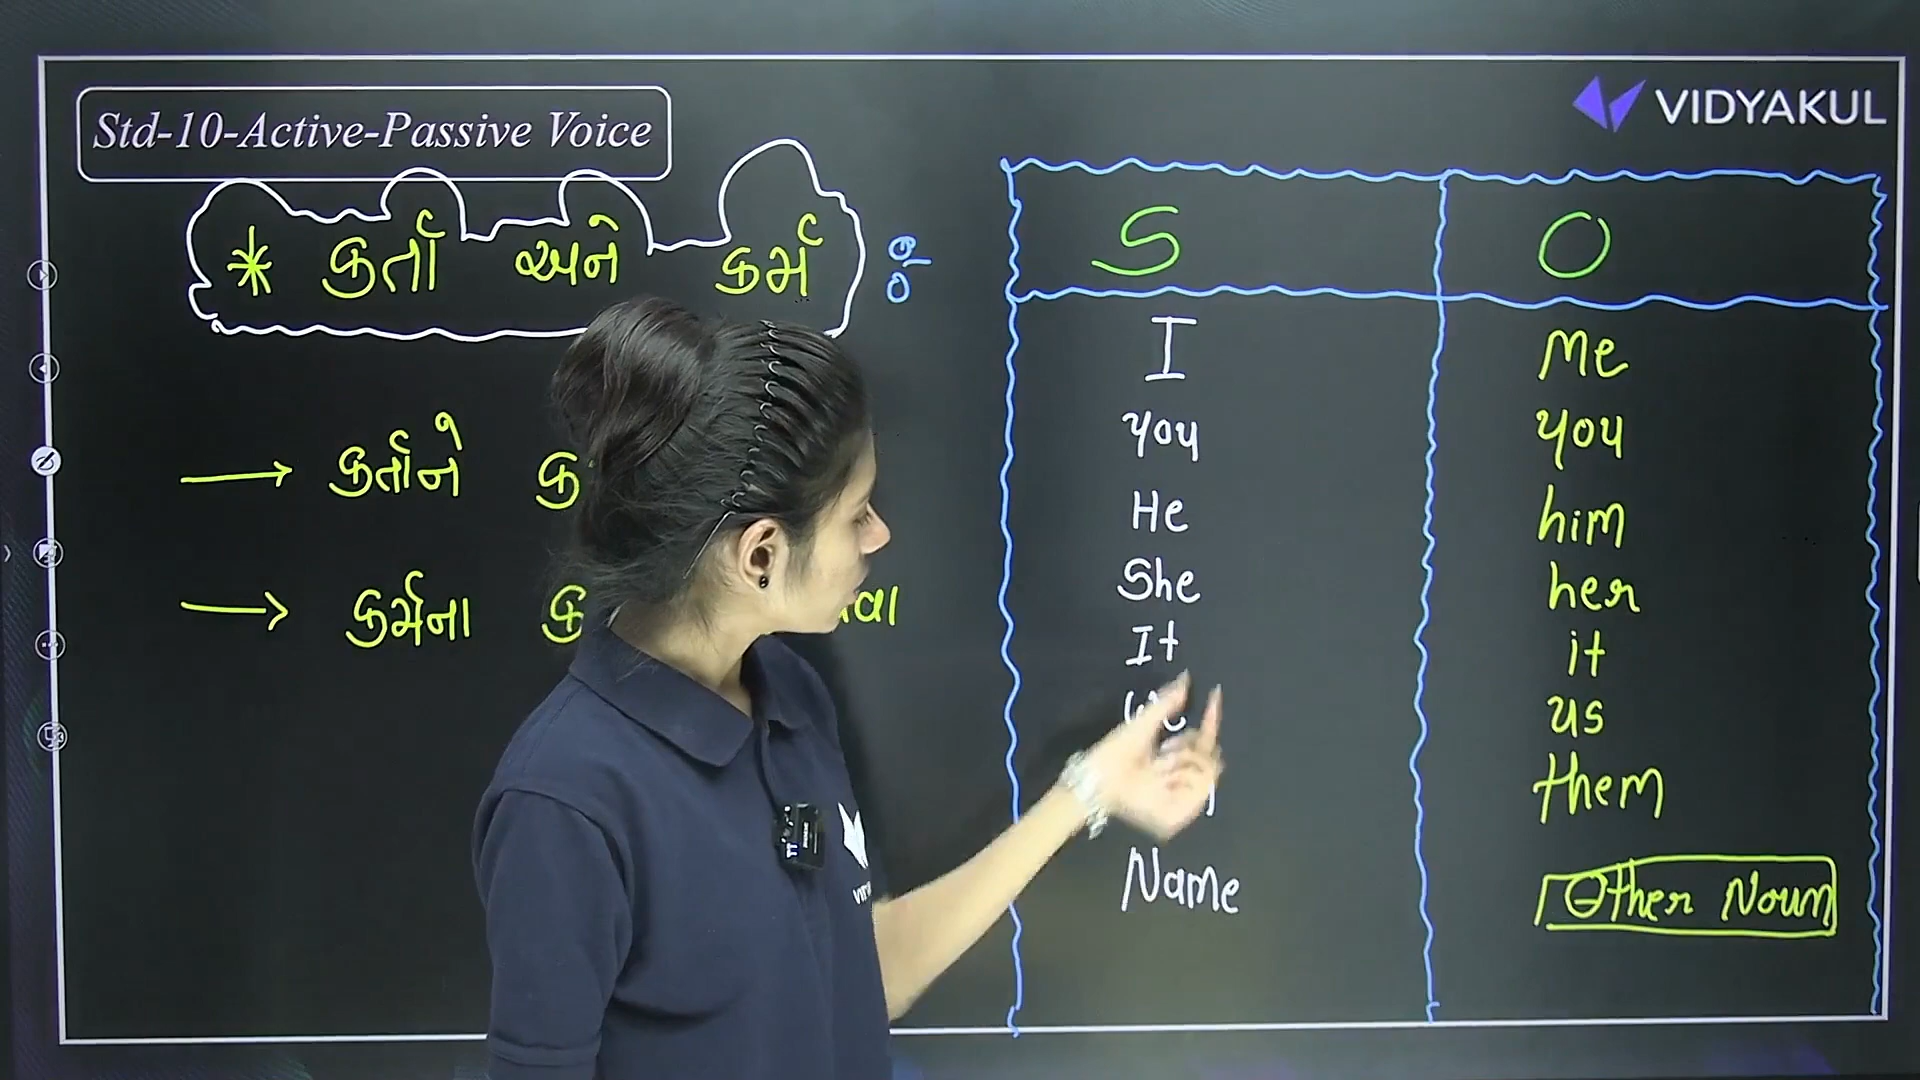 Std-10-Active-Passive Voice
VIDYAKUL
* કર્તા અને કર્મ :
→ કર્તાને
→ કર્મના
S O
I Me
you you
He him
She her
It it
We us
them
Name Other Noun